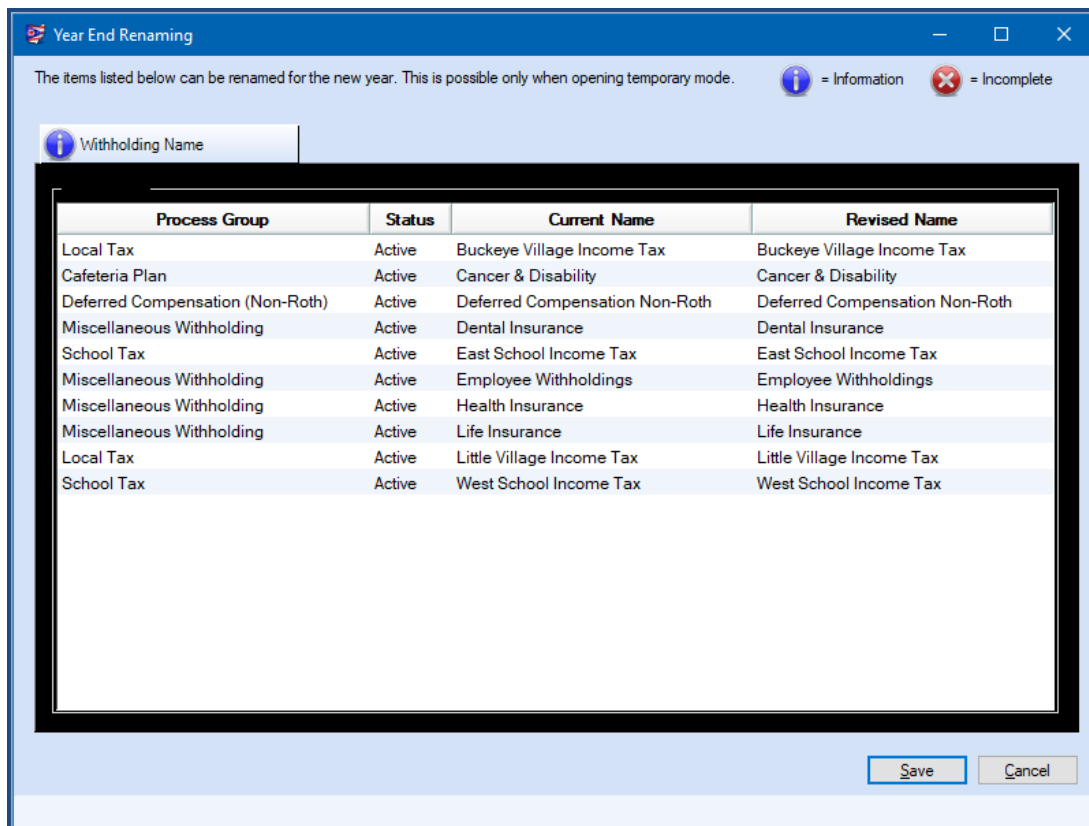 Year End Renaming
The items listed below can be renamed for the new year. This is possible only when opening temporary mode. = Information = Incomplete
Withholding Name
Process Group Status Current Name Revised Name
Local Tax Active Buckeye Village Income Tax Buckeye Village Income Tax
Cafeteria Plan Active Cancer & Disability Cancer & Disability
Deferred Compensation (Non-Roth) Active Deferred Compensation Non-Roth Deferred Compensation Non-Roth
Miscellaneous Withholding Active Dental Insurance Dental Insurance
School Tax Active East School Income Tax East School Income Tax
Miscellaneous Withholding Active Employee Withholdings Employee Withholdings
Miscellaneous Withholding Active Health Insurance Health Insurance
Miscellaneous Withholding Active Life Insurance Life Insurance
Local Tax Active Little Village Income Tax Little Village Income Tax
School Tax Active West School Income Tax West School Income Tax
Save Cancel